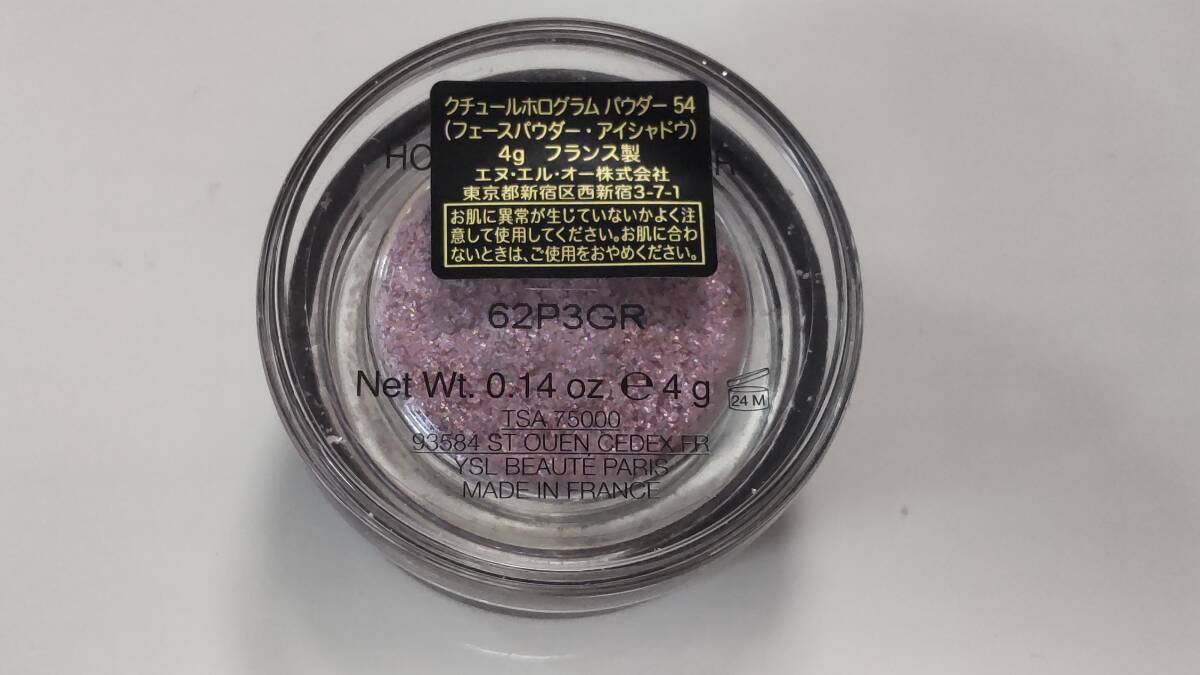 クチュールホログラム パウダー 54
(フェースパウダー・アイシャドウ)
4g フランス製
エヌ・エル・オー株式会社
東京都新宿区西新宿3-7-1
お肌に異常が生じていないかよく注
意して使用してください。お肌に合わ
ないときは、ご使用をおやめください。
62P3GR
Net Wt. 0.14 oz ℮ 4 g
24 M
TSA 75000
93584 ST OUEN CEDEX FR
YSL BEAUTÉ PARIS
MADE IN FRANCE